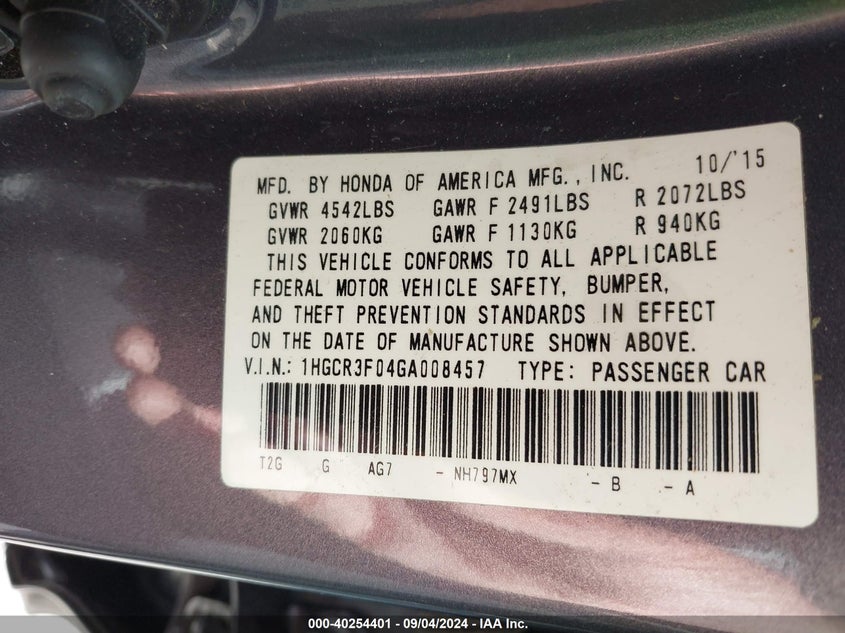 MFD. BY HONDA OF AMERICA MFG., INC. 10/'15
GVWR 4542LBS GAWR F 2491LBS R 2072LBS
GVWR 2060KG GAWR F 1130KG R 940KG
THIS VEHICLE CONFORMS TO ALL APPLICABLE
FEDERAL MOTOR VEHICLE SAFETY, BUMPER,
AND THEFT PREVENTION STANDARDS IN EFFECT
ON THE DATE OF MANUFACTURE SHOWN ABOVE.
V.I.N.: 1HGCR3F04GA008457 TYPE: PASSENGER CAR
T2G G AG7 - NH797MX - B - A
000-40254401 - 09/04/2024 - IAA Inc.